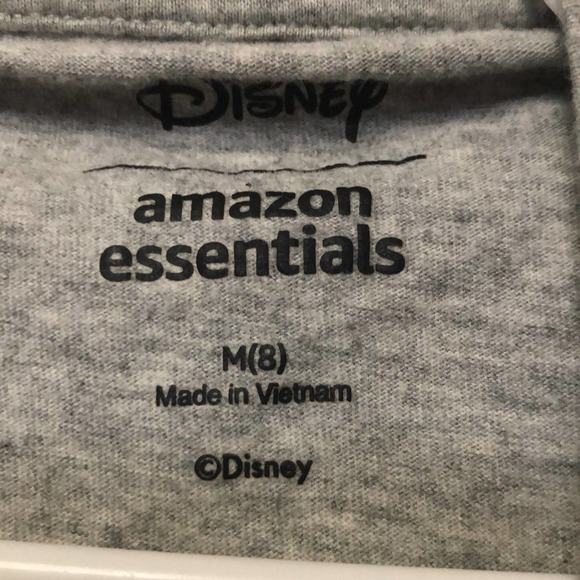 Disney
amazon
essentials
M(8)
Made in Vietnam
©Disney